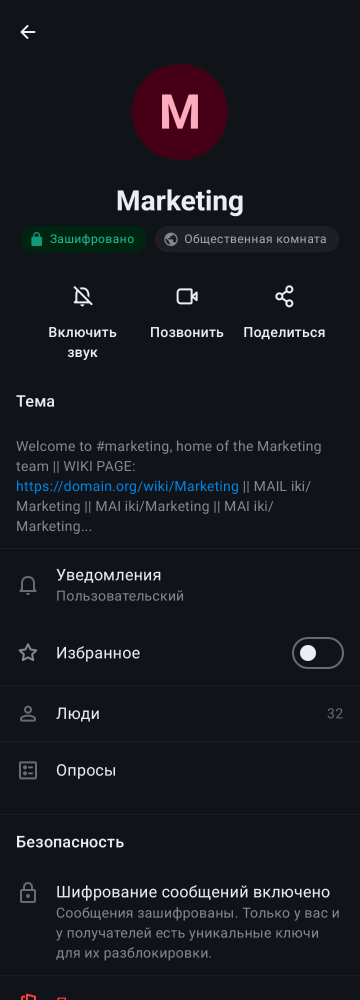 M
Marketing
Зашифровано
Общественная комната
Включить
звук
Позвонить
Поделиться
Тема
Welcome to #marketing, home of the Marketing
team || WIKI PAGE:
https://domain.org/wiki/Marketing || MAIL iki/
Marketing || MAI iki/Marketing || MAI iki/
Marketing...
Уведомления
Пользовательский
Избранное
Люди
32
Опросы
Безопасность
Шифрование сообщений включено
Сообщения зашифрованы. Только у вас и
у получателей есть уникальные ключи
для их разблокировки.